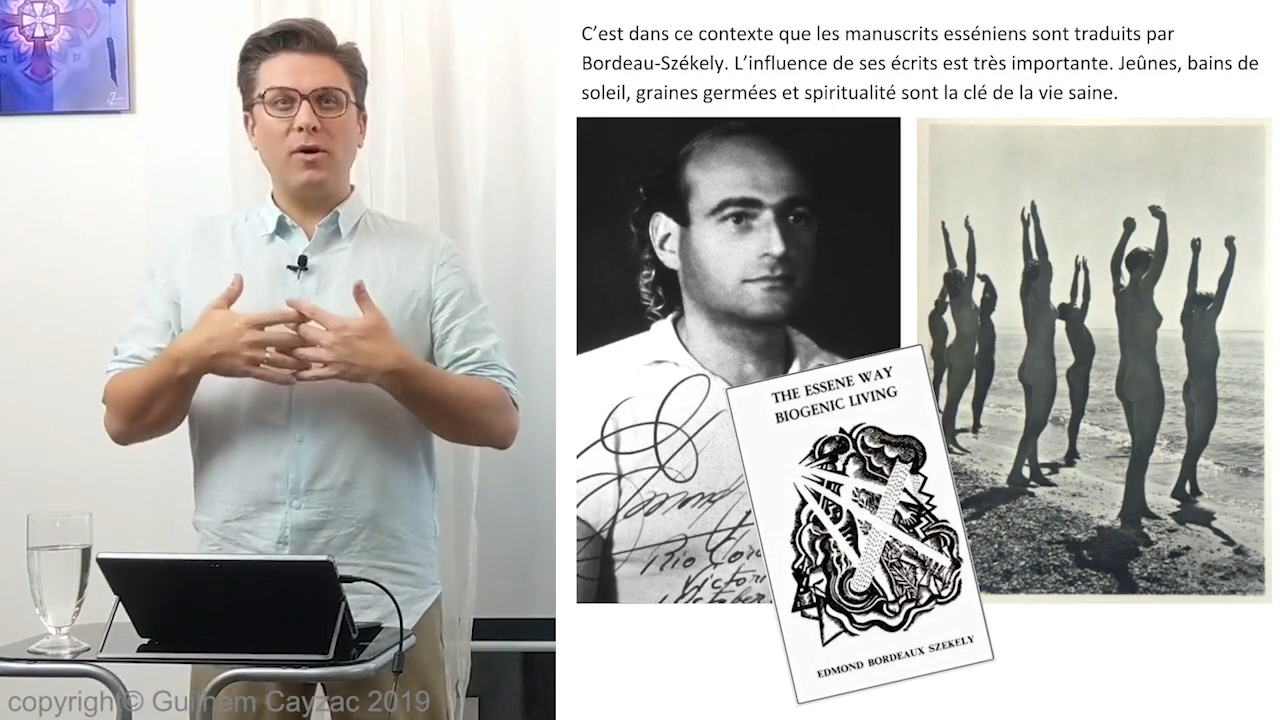 C'est dans ce contexte que les manuscrits esséniens sont traduits par
Bordeau-Székely. L'influence de ses écrits est très importante. Jeûnes, bains de
soleil, graines germées et spiritualité sont la clé de la vie saine.
THE ESSENE WAY
BIOGENIC LIVING
EDMOND BORDEAUX SZEKELY
copyright© Guilhem Cayzac 2019